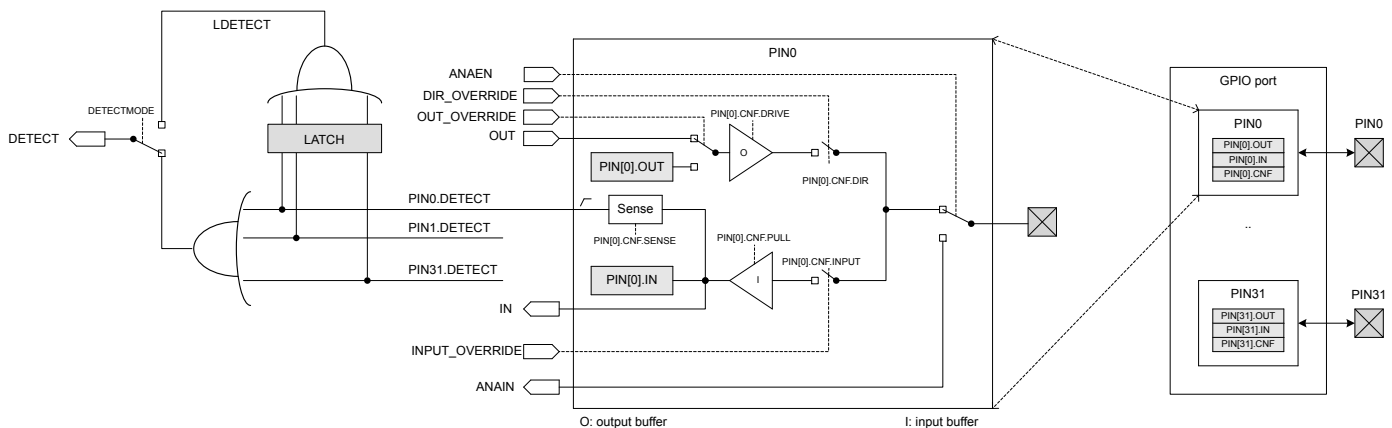 LDETECT
DETECTMODE
DETECT
LATCH
PIN0.DETECT
PIN1.DETECT
PIN31.DETECT
ANAEN
DIR_OVERRIDE
OUT_OVERRIDE
OUT
IN
INPUT_OVERRIDE
ANAIN
PIN0
PIN[0].CNF.DRIVE
O
PIN[0].OUT
PIN[0].CNF.DIR
Sense
PIN[0].CNF.SENSE
PIN[0].CNF.PULL
PIN[0].CNF.INPUT
PIN[0].IN
I
O: output buffer
I: input buffer
GPIO port
PIN0
PIN[0].OUT
PIN[0].IN
PIN[0].CNF
PIN0
..
PIN31
PIN[31].OUT
PIN[31].IN
PIN[31].CNF
PIN31